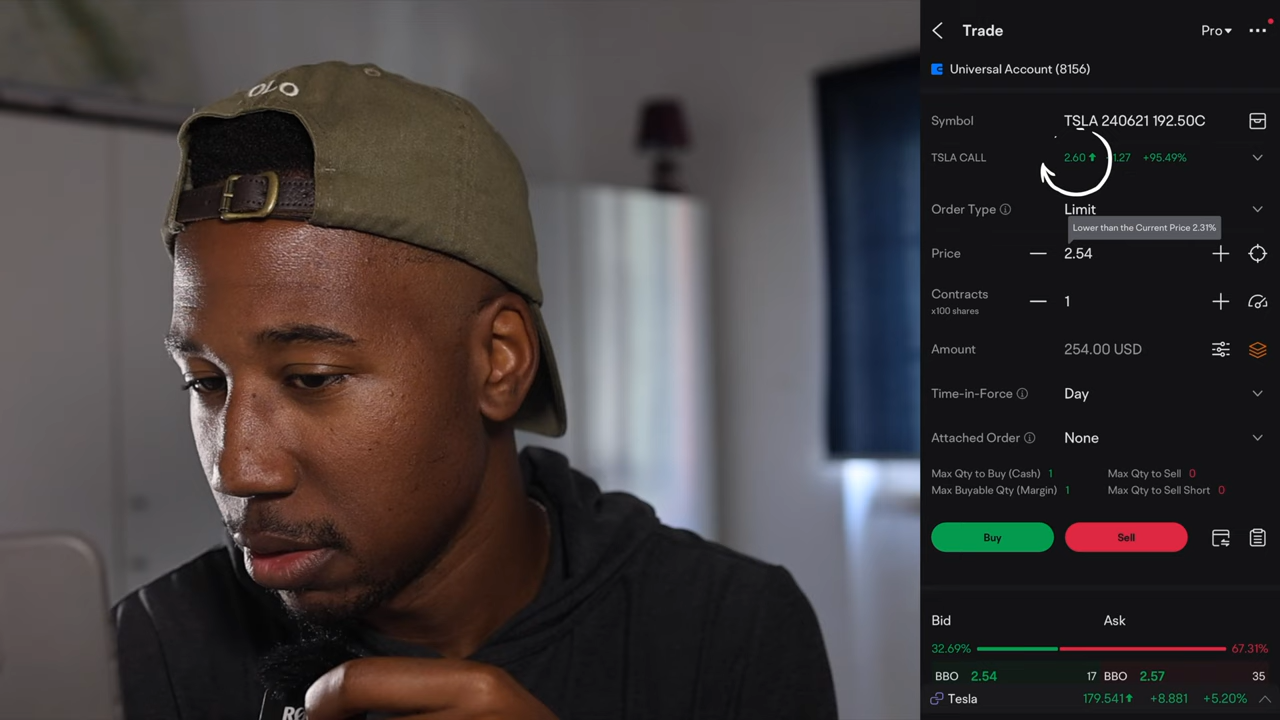 OLO
Trade
Pro
Universal Account (8156)
Symbol TSLA 240621 192.50C
TSLA CALL 2.60 1.27 +95.49%
Order Type Limit
Lower than the Current Price 2.31%
Price 2.54
Contracts 1
x100 shares
Amount 254.00 USD
Time-in-Force Day
Attached Order None
Max Qty to Buy (Cash) 1 Max Qty to Sell 0
Max Buyable Qty (Margin) 1 Max Qty to Sell Short 0
Buy Sell
Bid Ask
32.69% 67.31%
BBO 2.54 17 BBO 2.57 35
Tesla 179.541 +8.881 +5.20%